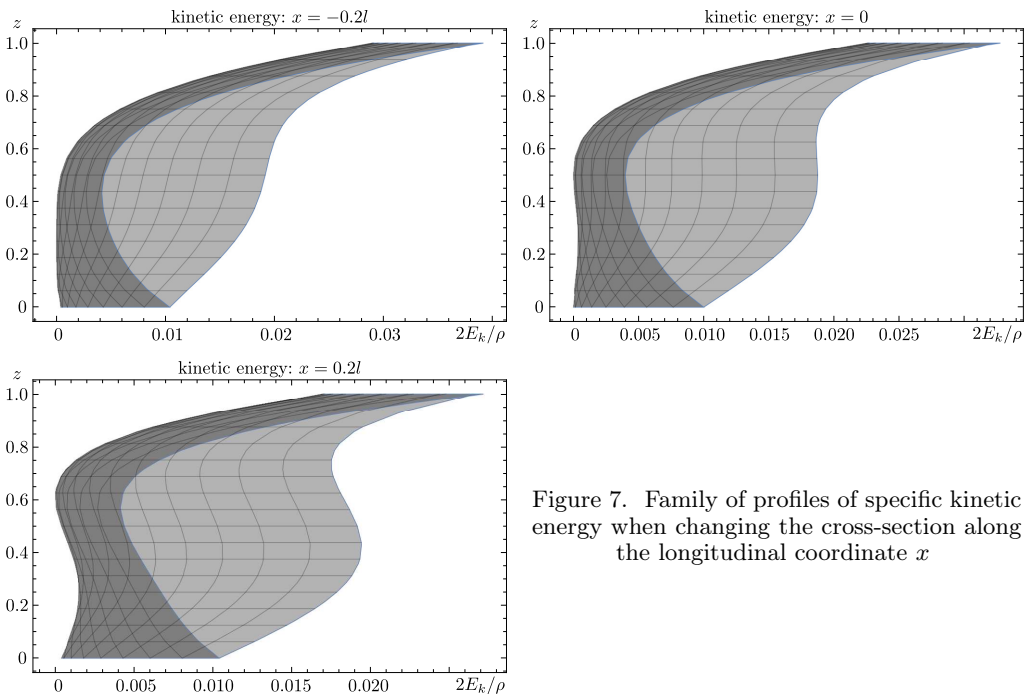 kinetic energy: x = −0.2l
z
1.0
0.8
0.6
0.4
0.2
0
0 0.01 0.02 0.03 2Eₖ/ρ
kinetic energy: x = 0
z
1.0
0.8
0.6
0.4
0.2
0
0 0.005 0.010 0.015 0.020 0.025 2Eₖ/ρ
kinetic energy: x = 0.2l
z
1.0
0.8
0.6
0.4
0.2
0
0 0.005 0.010 0.015 0.020 2Eₖ/ρ
Figure 7. Family of profiles of specific kinetic
energy when changing the cross-section along
the longitudinal coordinate x